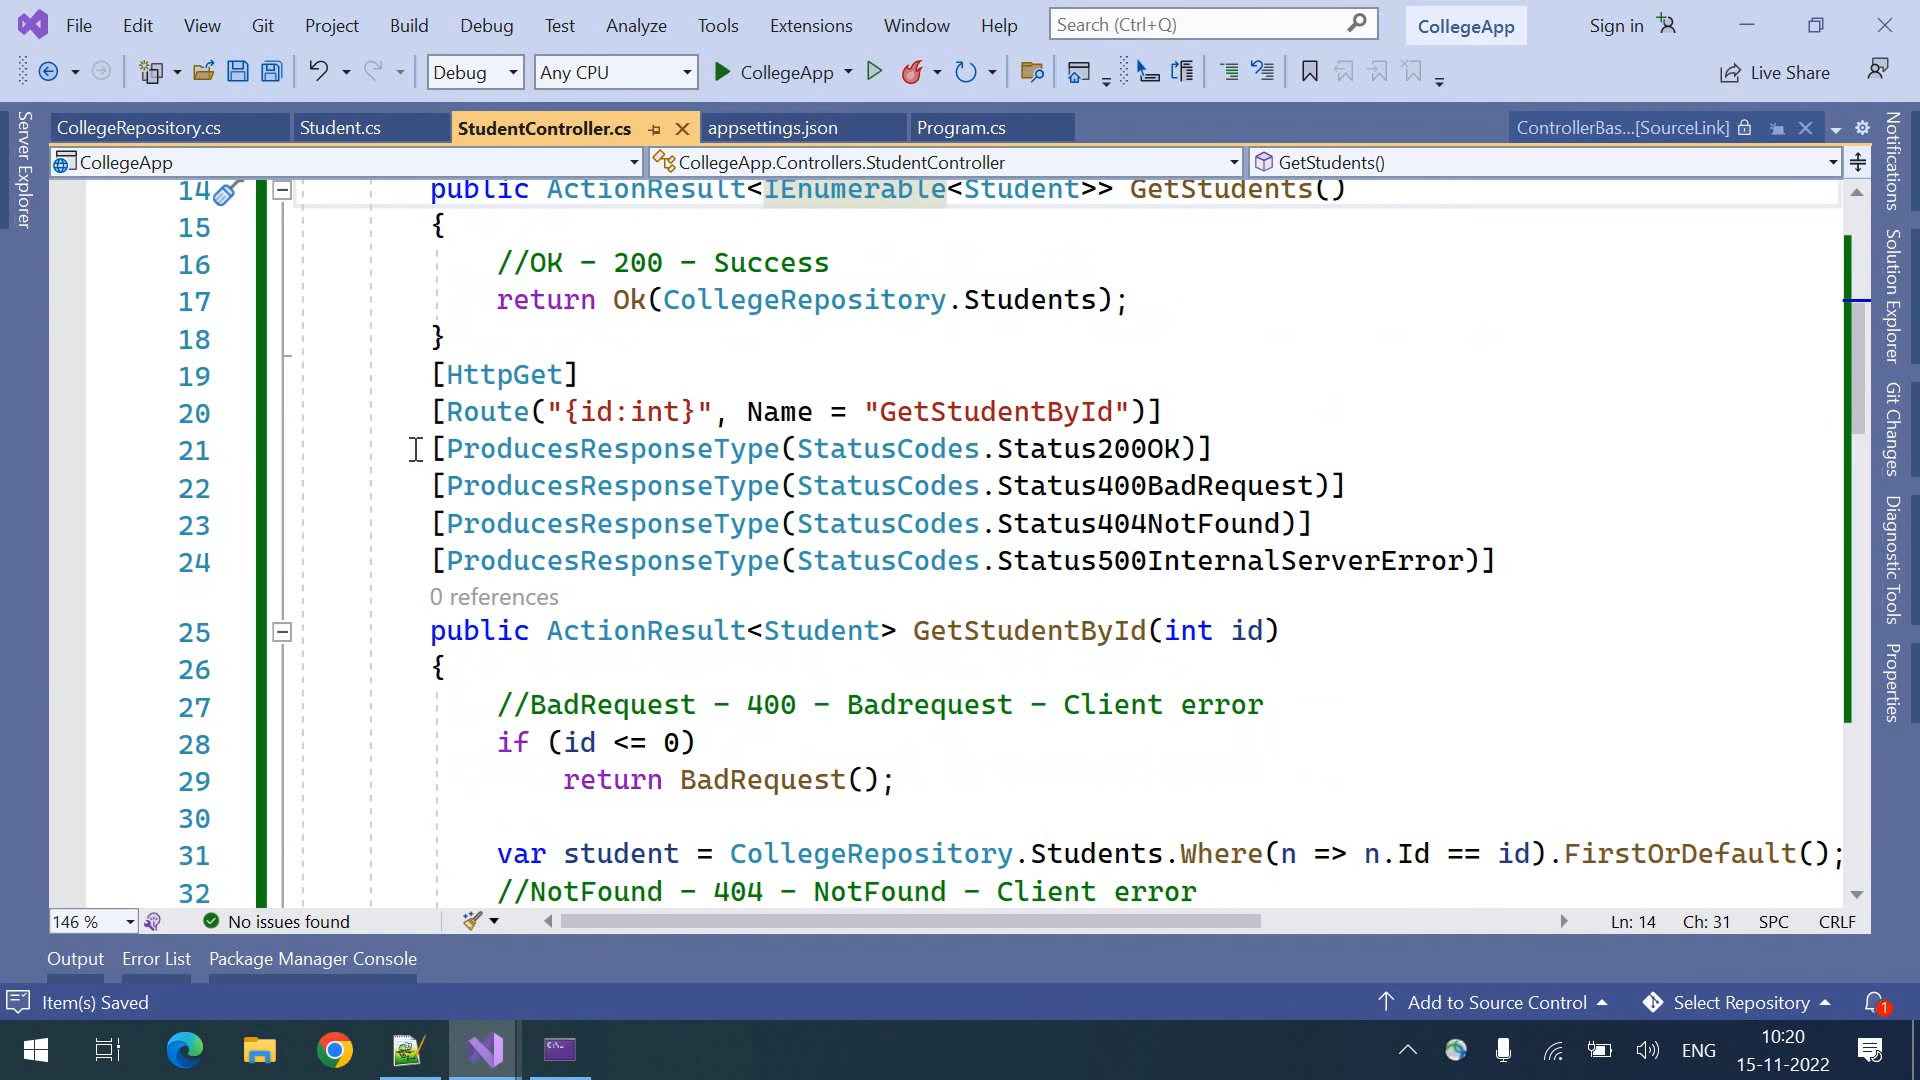 File Edit View Git Project Build Debug Test Analyze Tools Extensions Window Help Search (Ctrl+Q) CollegeApp Sign in
Debug Any CPU CollegeApp Live Share
CollegeRepository.cs Student.cs StudentController.cs appsettings.json Program.cs ControllerBas...[SourceLink]
CollegeApp CollegeApp.Controllers.StudentController GetStudents()
14 public ActionResult<IEnumerable<Student>> GetStudents()
15 {
16 //OK - 200 - Success
17 return Ok(CollegeRepository.Students);
18 }
19 [HttpGet]
20 [Route("{id:int}", Name = "GetStudentById")]
21 [ProducesResponseType(StatusCodes.Status200OK)]
22 [ProducesResponseType(StatusCodes.Status400BadRequest)]
23 [ProducesResponseType(StatusCodes.Status404NotFound)]
24 [ProducesResponseType(StatusCodes.Status500InternalServerError)]
0 references
25 public ActionResult<Student> GetStudentById(int id)
26 {
27 //BadRequest - 400 - Badrequest - Client error
28 if (id <= 0)
29 return BadRequest();
30
31 var student = CollegeRepository.Students.Where(n => n.Id == id).FirstOrDefault();
32 //NotFound - 404 - NotFound - Client error
146 % No issues found Ln: 14 Ch: 31 SPC CRLF
Output Error List Package Manager Console
Item(s) Saved Add to Source Control Select Repository 1
ENG 10:20
15-11-2022
Server Explorer
Notifications
Solution Explorer
Git Changes
Diagnostic Tools
Properties